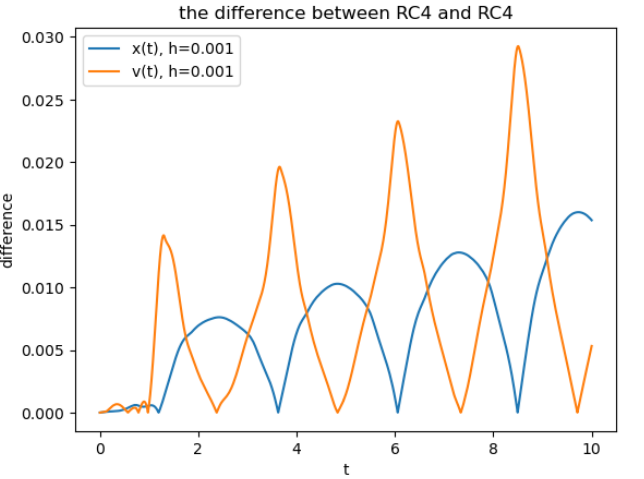 the difference between RC4 and RC4
x(t), h=0.001
v(t), h=0.001
0.030
0.025
0.020
0.015
0.010
0.005
0.000
difference
0 2 4 6 8 10
t